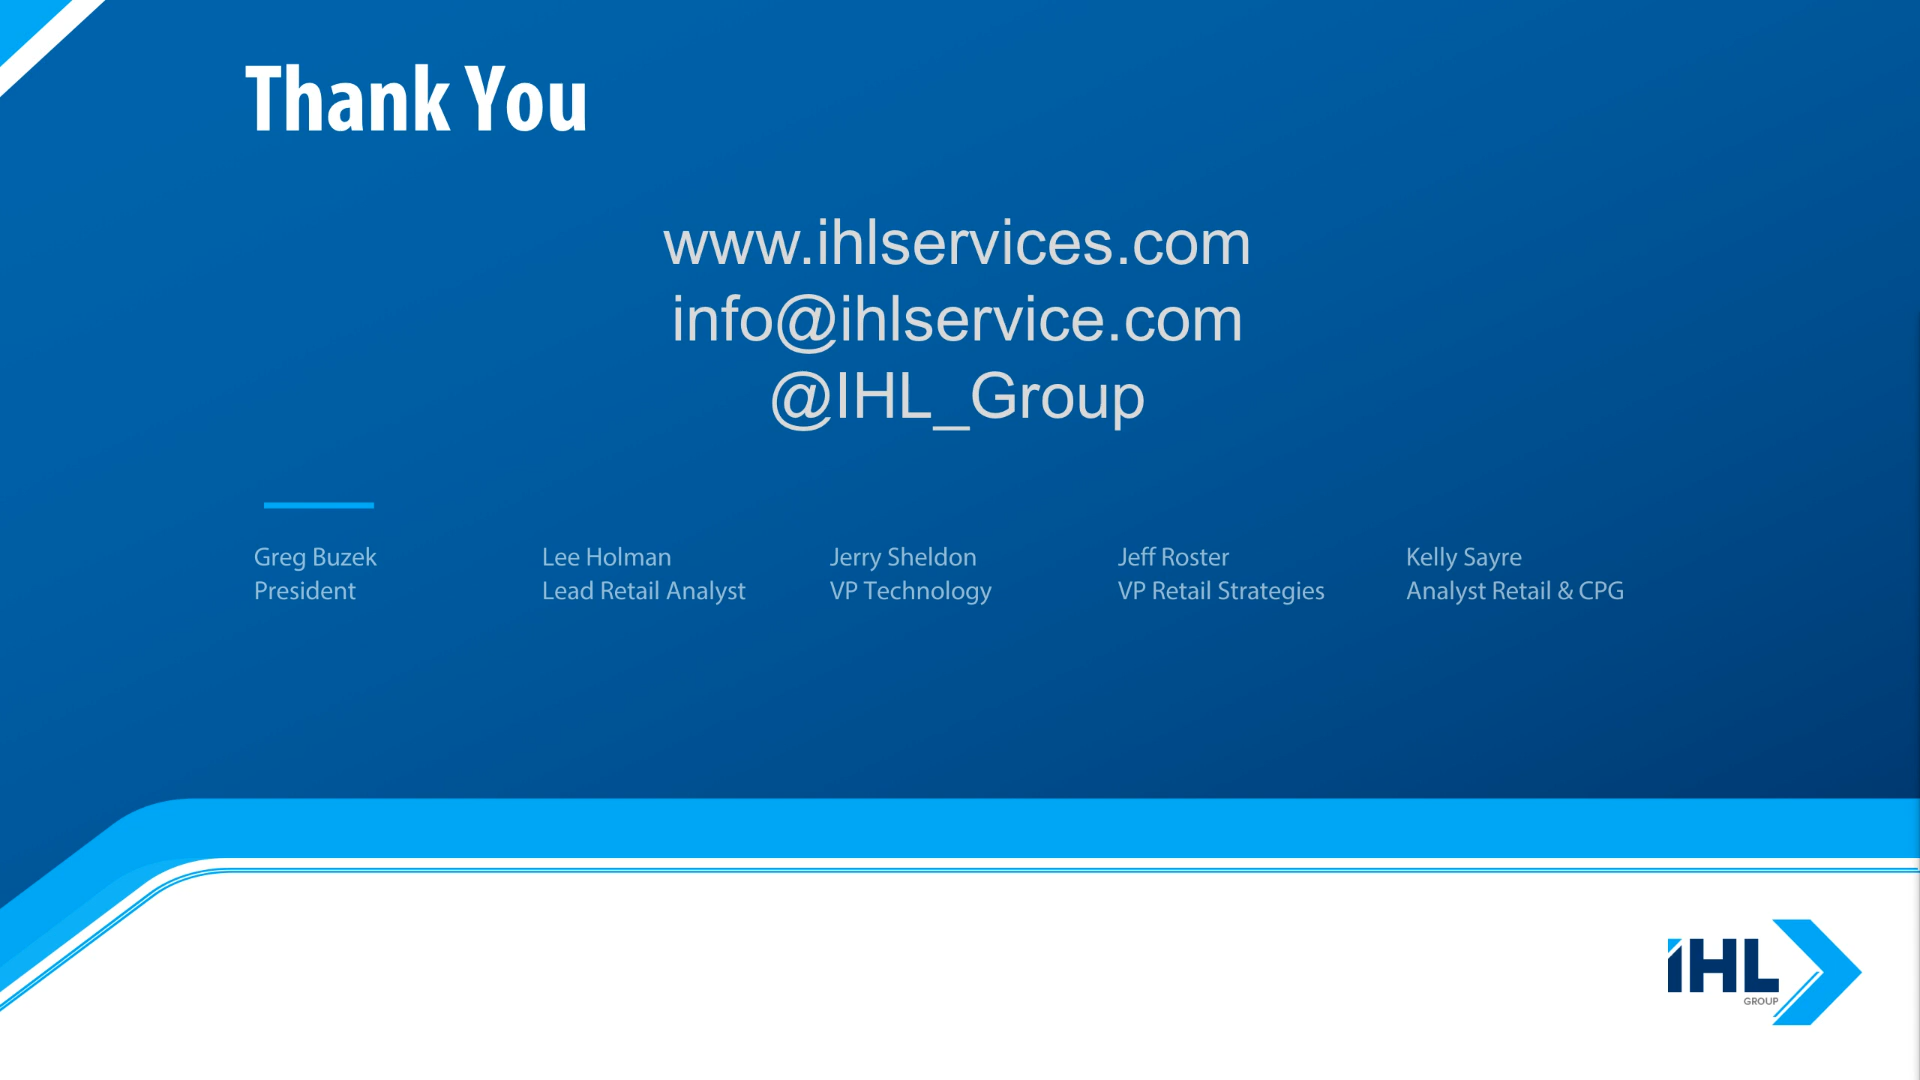 Thank You
www.ihlservices.com
info@ihlservice.com
@IHL_Group
Greg Buzek
President
Lee Holman
Lead Retail Analyst
Jerry Sheldon
VP Technology
Jeff Roster
VP Retail Strategies
Kelly Sayre
Analyst Retail & CPG
iHL
GROUP